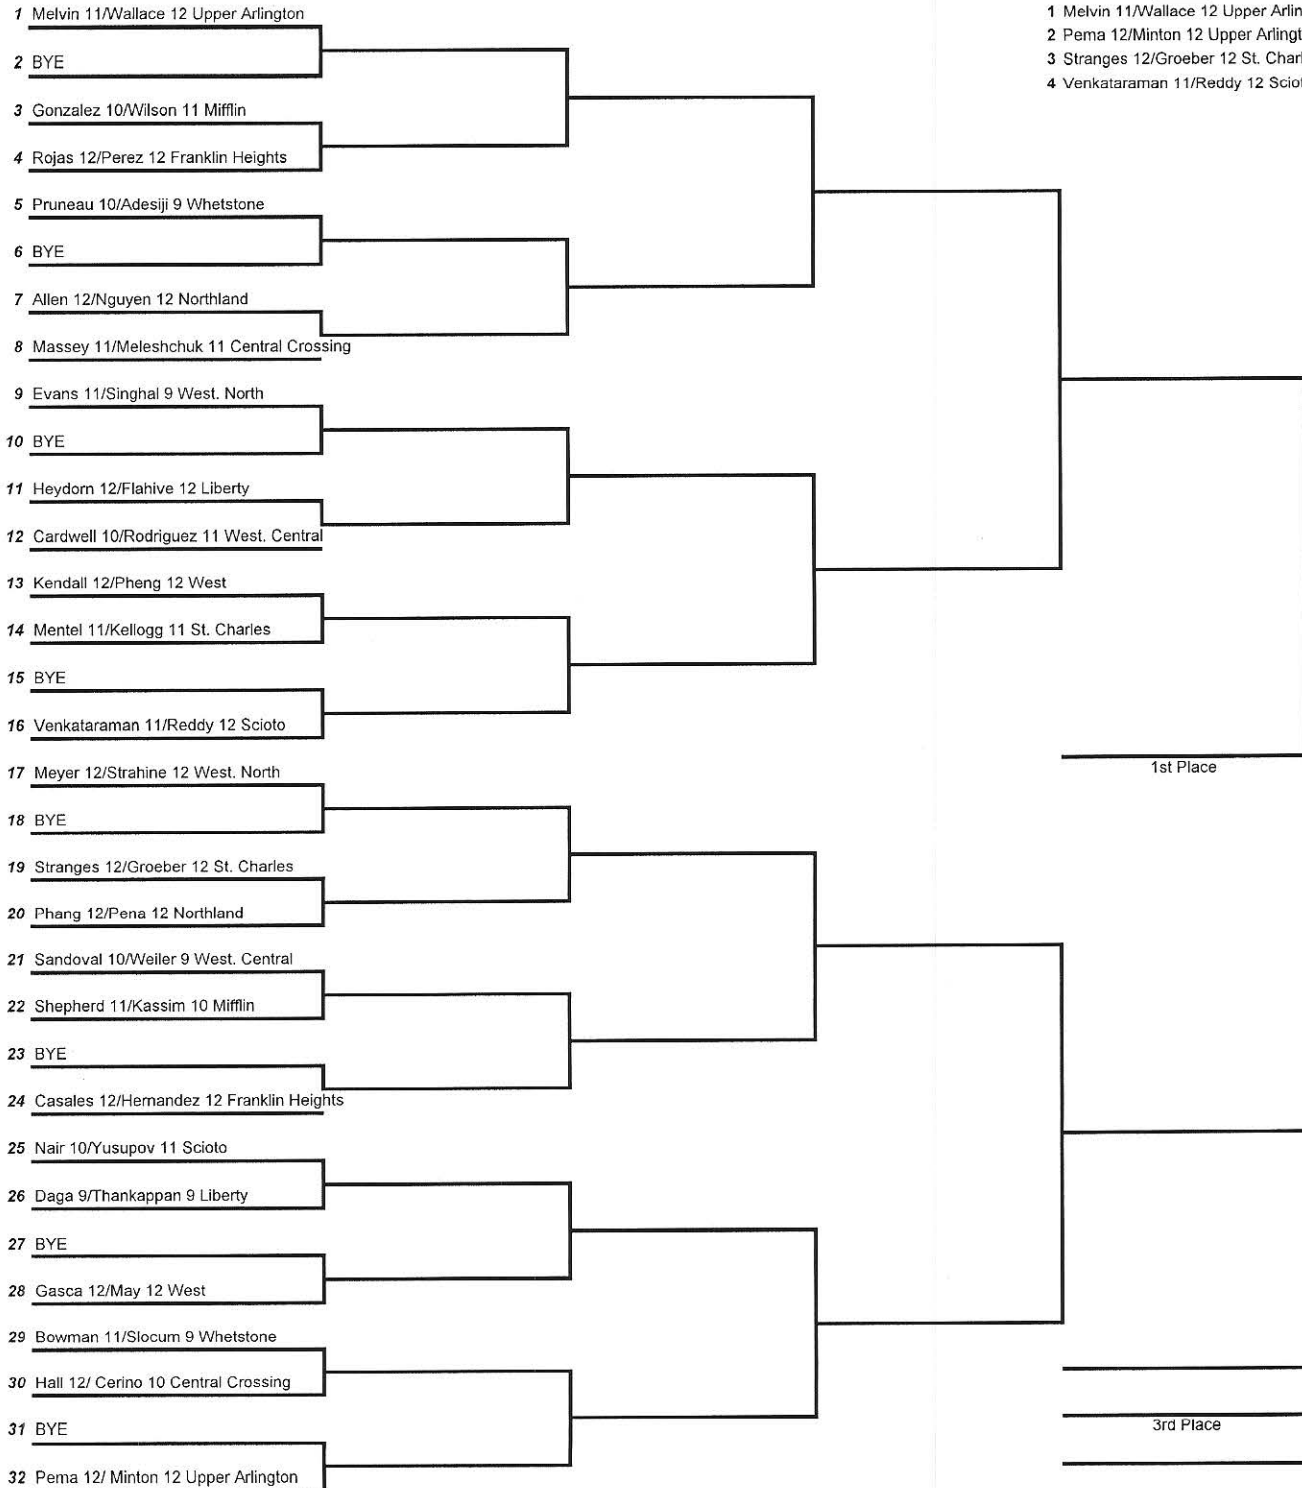 1 Melvin 11/Wallace 12 Upper Arlington
2 BYE
3 Gonzalez 10/Wilson 11 Mifflin
4 Rojas 12/Perez 12 Franklin Heights
5 Pruneau 10/Adesiji 9 Whetstone
6 BYE
7 Allen 12/Nguyen 12 Northland
8 Massey 11/Meleshchuk 11 Central Crossing
9 Evans 11/Singhal 9 West. North
10 BYE
11 Heydorn 12/Flahive 12 Liberty
12 Cardwell 10/Rodriguez 11 West. Central
13 Kendall 12/Pheng 12 West
14 Mentel 11/Kellogg 11 St. Charles
15 BYE
16 Venkataraman 11/Reddy 12 Scioto
17 Meyer 12/Strahine 12 West. North
18 BYE
19 Stranges 12/Groeber 12 St. Charles
20 Phang 12/Pena 12 Northland
21 Sandoval 10/Weiler 9 West. Central
22 Shepherd 11/Kassim 10 Mifflin
23 BYE
24 Casales 12/Hernandez 12 Franklin Heights
25 Nair 10/Yusupov 11 Scioto
26 Daga 9/Thankappan 9 Liberty
27 BYE
28 Gasca 12/May 12 West
29 Bowman 11/Slocum 9 Whetstone
30 Hall 12/ Cerino 10 Central Crossing
31 BYE
32 Pema 12/ Minton 12 Upper Arlington
1 Melvin 11/Wallace 12 Upper Arlin
2 Pema 12/Minton 12 Upper Arlingt
3 Stranges 12/Groeber 12 St. Charl
4 Venkataraman 11/Reddy 12 Sciot
1st Place
3rd Place